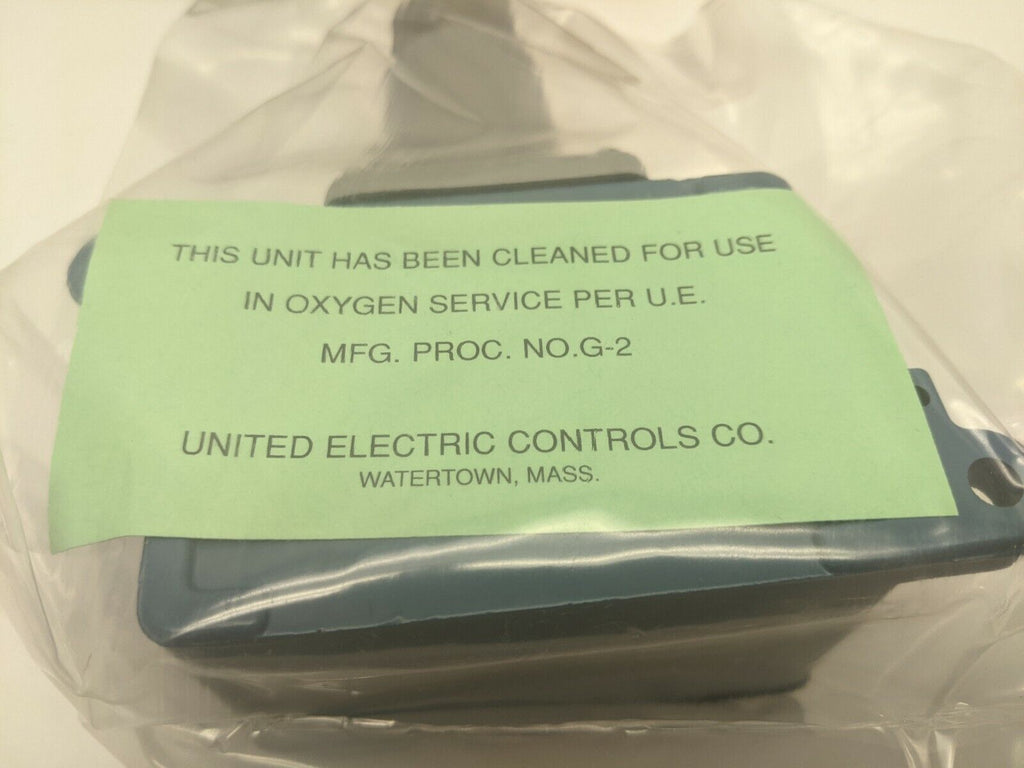 THIS UNIT HAS BEEN CLEANED FOR USE
IN OXYGEN SERVICE PER U.E.
MFG. PROC. NO.G-2
UNITED ELECTRIC CONTROLS CO.
WATERTOWN, MASS.